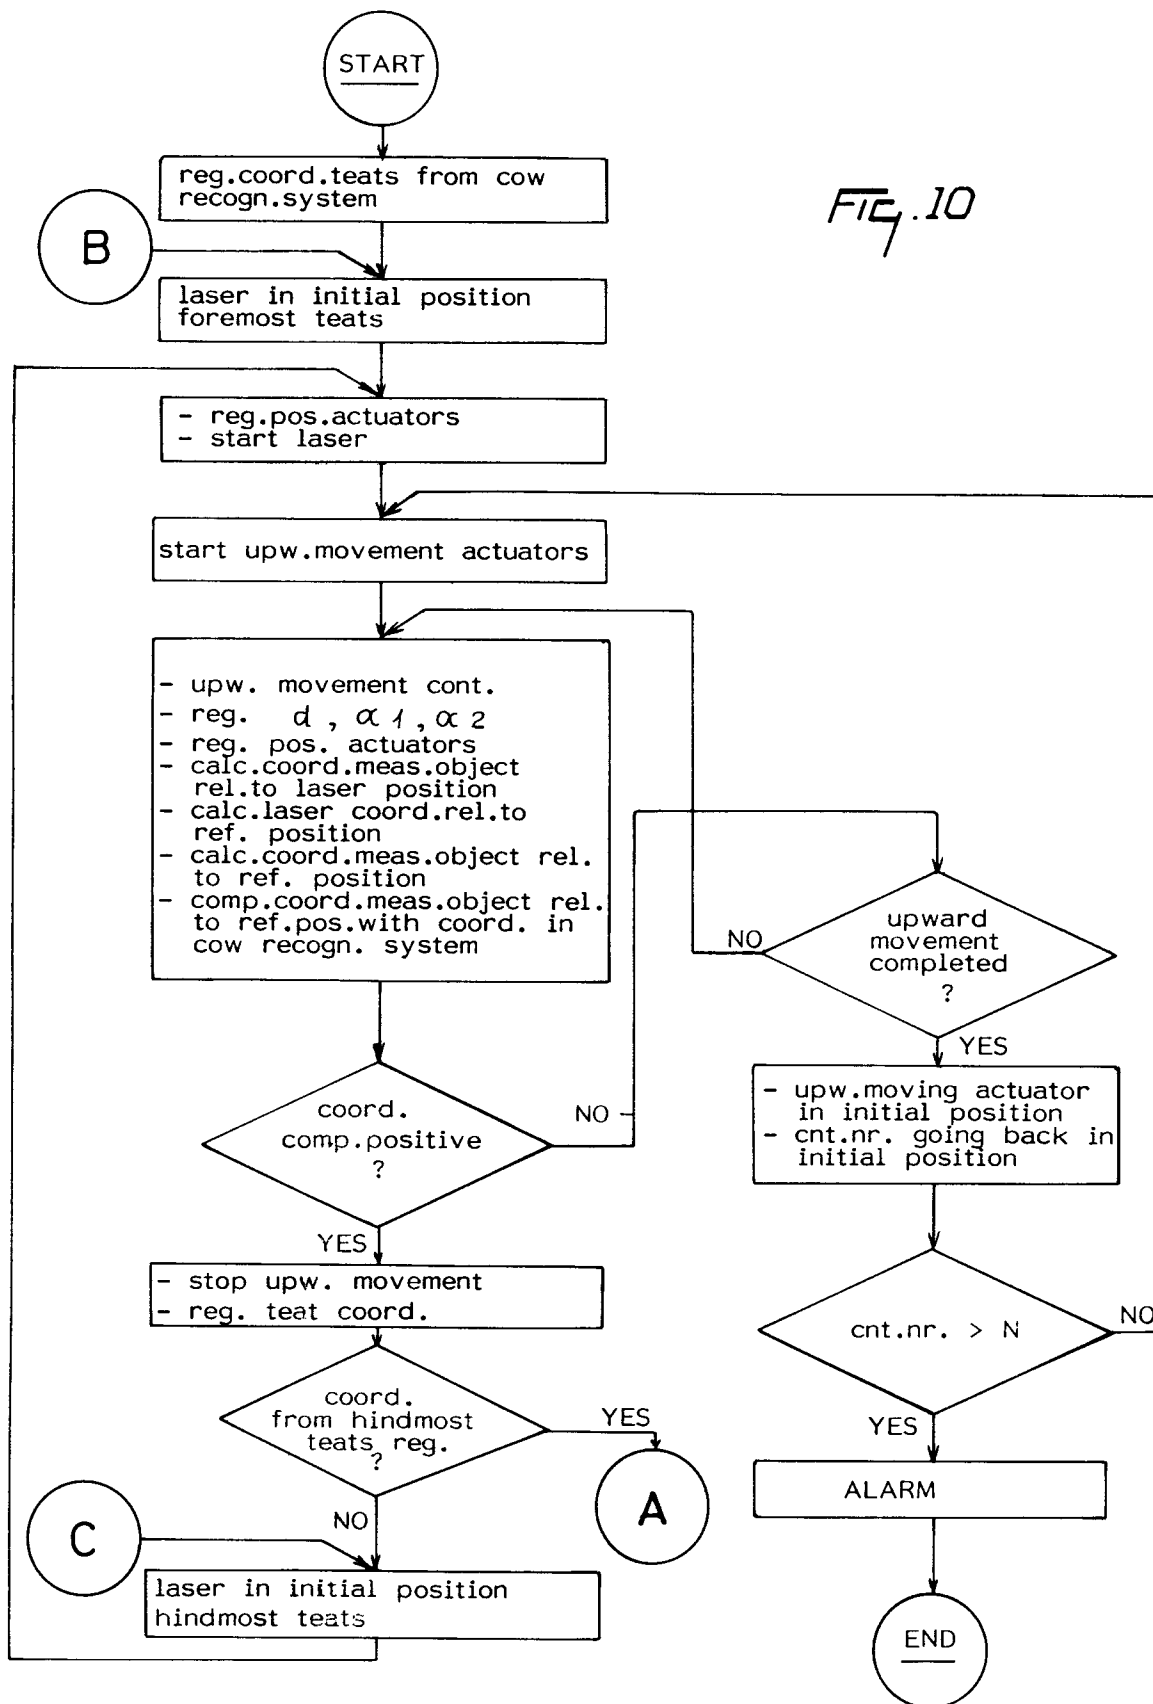 START
reg.coord.teats from cow
recogn.system
FIG.10
B
laser in initial position
foremost teats
- reg.pos.actuators
- start laser
start upw.movement actuators
- upw. movement cont.
- reg. d , α1 , α2
- reg. pos. actuators
- calc.coord.meas.object
rel.to laser position
- calc.laser coord.rel.to
ref. position
- calc.coord.meas.object rel.
to ref. position
- comp.coord.meas.object rel.
to ref.pos.with coord. in
cow recogn. system
upward
movement
completed
?
NO
YES
- upw.moving actuator
in initial position
- cnt.nr. going back in
initial position
coord.
comp.positive
?
NO
YES
- stop upw. movement
- reg. teat coord.
cnt.nr. > N
NO
YES
coord.
from hindmost
teats reg.
?
YES
A
NO
C
laser in initial position
hindmost teats
ALARM
END